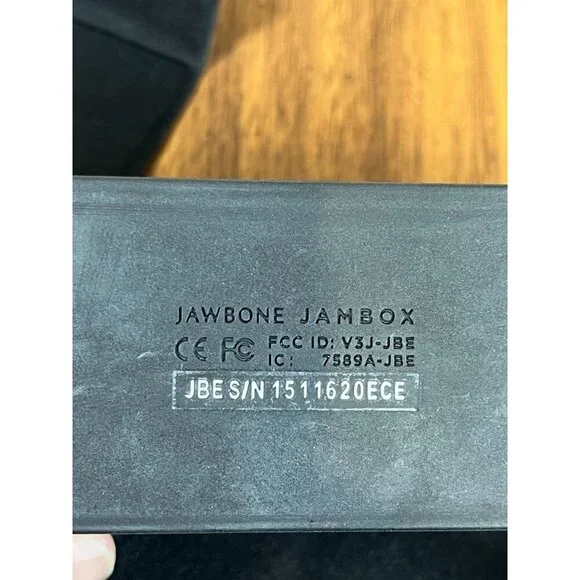 JAWBONE JAMBOX
CE FC FCC ID: V3J-JBE
IC: 7589A-JBE
JBE S/N 1511620ECE